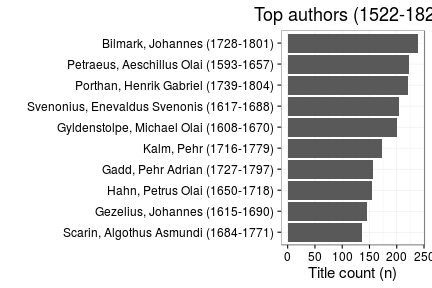 Top authors (1522-182
Bilmark, Johannes (1728-1801)
Petraeus, Aeschillus Olai (1593-1657)
Porthan, Henrik Gabriel (1739-1804)
Svenonius, Enevaldus Svenonis (1617-1688)
Gyldenstolpe, Michael Olai (1608-1670)
Kalm, Pehr (1716-1779)
Gadd, Pehr Adrian (1727-1797)
Hahn, Petrus Olai (1650-1718)
Gezelius, Johannes (1615-1690)
Scarin, Algothus Asmundi (1684-1771)
0 50 100 150 200 250
Title count (n)